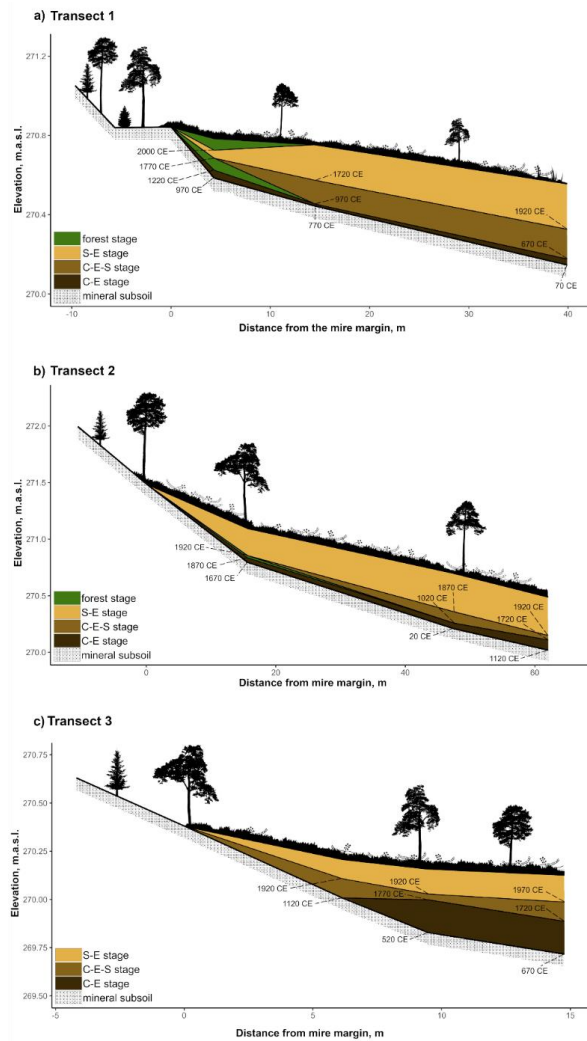 a) Transect 1
Elevation, m.a.s.l.
271.2
270.8
270.4
270.0
2000 CE
1770 CE
1220 CE
970 CE
1720 CE
970 CE
770 CE
1920 CE
870 CE
70 CE
forest stage
S-E stage
C-E-S stage
C-E stage
mineral subsoil
-10 0 10 20 30 40
Distance from the mire margin, m
b) Transect 2
Elevation, m.a.s.l.
272.0
271.5
271.0
270.5
270.0
1920 CE
1870 CE
1670 CE
1870 CE
1020 CE
20 CE
1920 CE
1720 CE
1120 CE
forest stage
S-E stage
C-E-S stage
C-E stage
mineral subsoil
0 20 40 60
Distance from mire margin, m
c) Transect 3
Elevation, m.a.s.l.
270.75
270.50
270.25
270.00
269.75
269.50
1920 CE
1120 CE
1920 CE
1770 CE
520 CE
1970 CE
1720 CE
670 CE
S-E stage
C-E-S stage
C-E stage
mineral subsoil
-5 0 5 10 15
Distance from mire margin, m